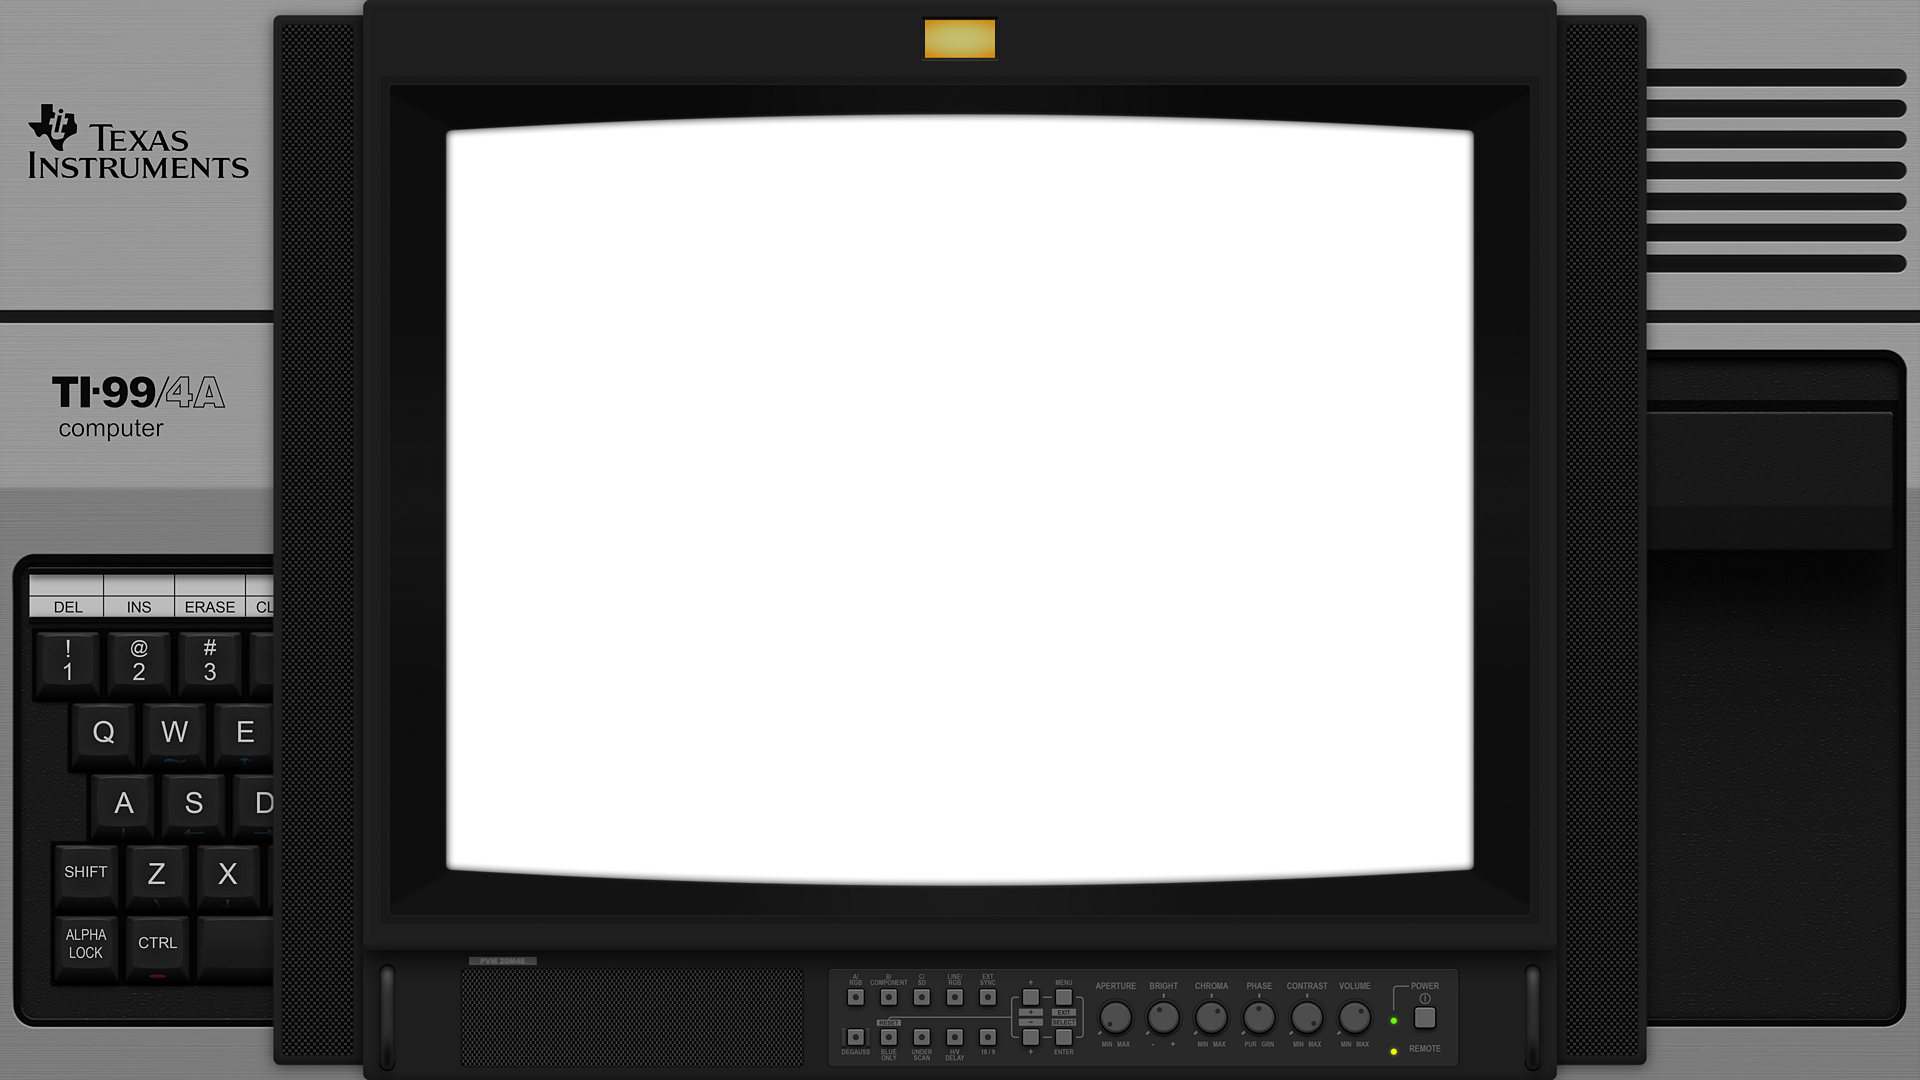 TEXAS
INSTRUMENTS
TI·99/4A
computer
DEL INS ERASE CL
! @ #
1 2 3
Q W E
A S D
SHIFT Z X
ALPHA
LOCK
CTRL
PVM 20M4E
A/
RGB
B/
COMPONENT
C/
SD
LINE/
RGB
EXT
SYNC
+
MENU
RESET
+
−
EXIT
SELECT
DEGAUSS
BLUE
ONLY
UNDER
SCAN
H/V
DELAY
16 / 9
+
ENTER
APERTURE BRIGHT CHROMA PHASE CONTRAST VOLUME
MIN MAX - + MIN MAX PUR GRN MIN MAX MIN MAX
POWER
REMOTE